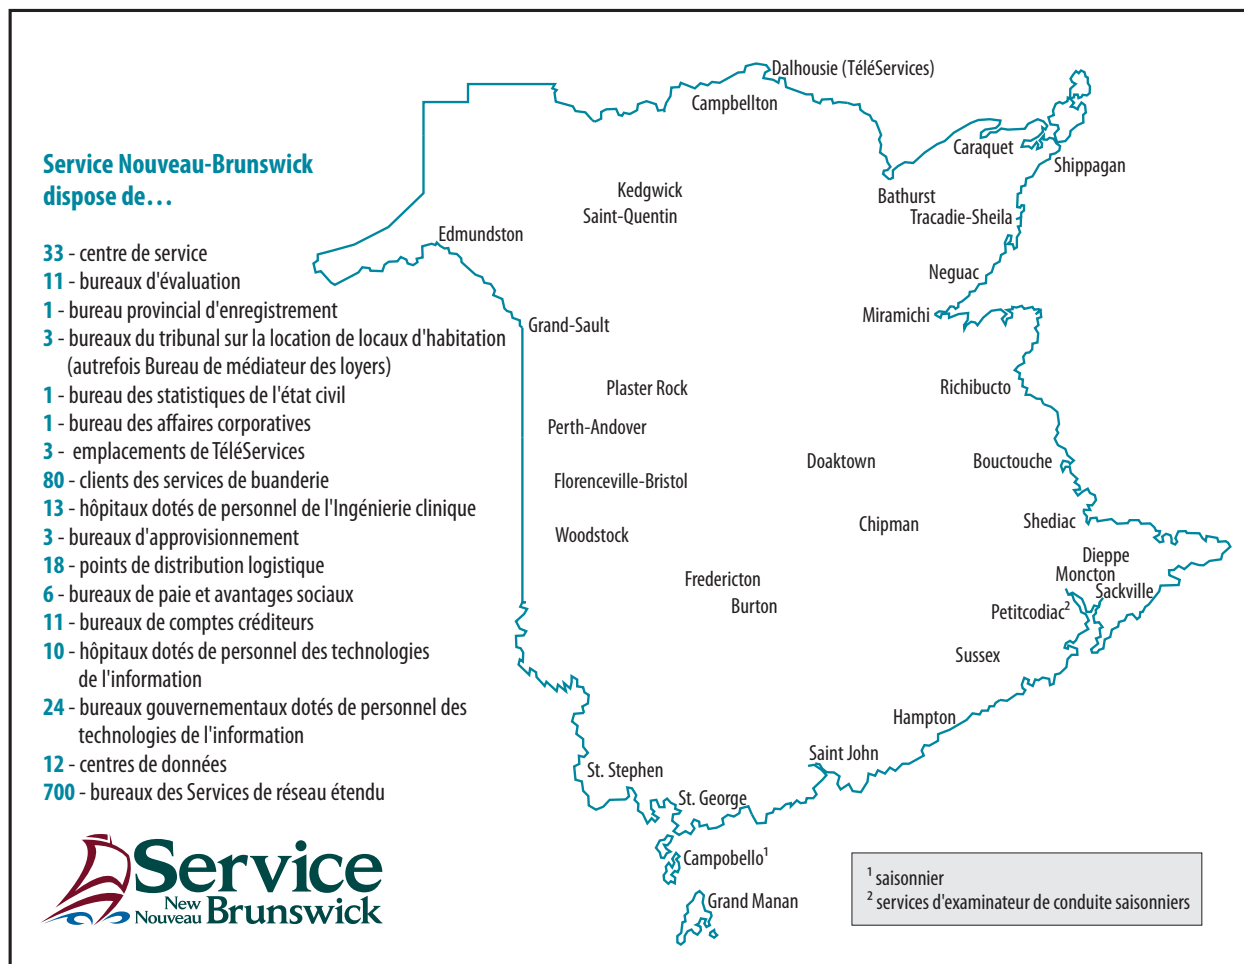 Service Nouveau-Brunswick
dispose de…
33 - centre de service
11 - bureaux d'évaluation
1 - bureau provincial d'enregistrement
3 - bureaux du tribunal sur la location de locaux d'habitation
(autrefois Bureau de médiateur des loyers)
1 - bureau des statistiques de l'état civil
1 - bureau des affaires corporatives
3 - emplacements de TéléServices
80 - clients des services de buanderie
13 - hôpitaux dotés de personnel de l'Ingénierie clinique
3 - bureaux d'approvisionnement
18 - points de distribution logistique
6 - bureaux de paie et avantages sociaux
11 - bureaux de comptes créditeurs
10 - hôpitaux dotés de personnel des technologies
de l'information
24 - bureaux gouvernementaux dotés de personnel des
technologies de l'information
12 - centres de données
700 - bureaux des Services de réseau étendu
Service
New
Nouveau
Brunswick
Dalhousie (TéléServices)
Campbellton
Caraquet
Shippagan
Kedgwick
Bathurst
Saint-Quentin
Tracadie-Sheila
Edmundston
Neguac
Miramichi
Grand-Sault
Plaster Rock
Richibucto
Perth-Andover
Doaktown
Bouctouche
Florenceville-Bristol
Chipman
Shediac
Woodstock
Dieppe
Moncton
Fredericton
Sackville
Burton
Petitcodiac²
Sussex
Hampton
Saint John
St. Stephen
St. George
Campobello¹
Grand Manan
¹ saisonnier
² services d'examinateur de conduite saisonniers